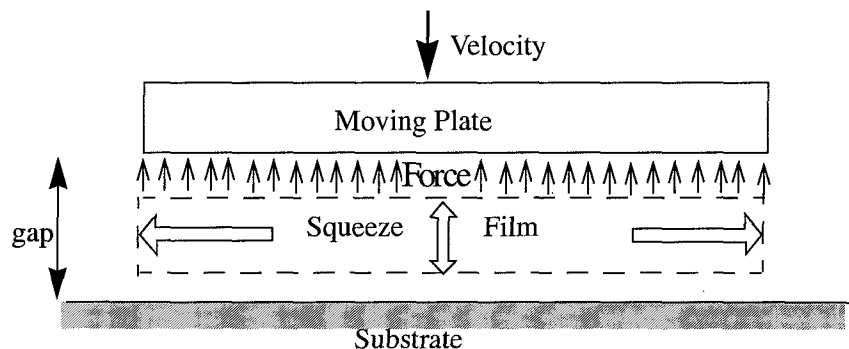 Velocity
Moving Plate
Force
gap
Squeeze Film
Substrate